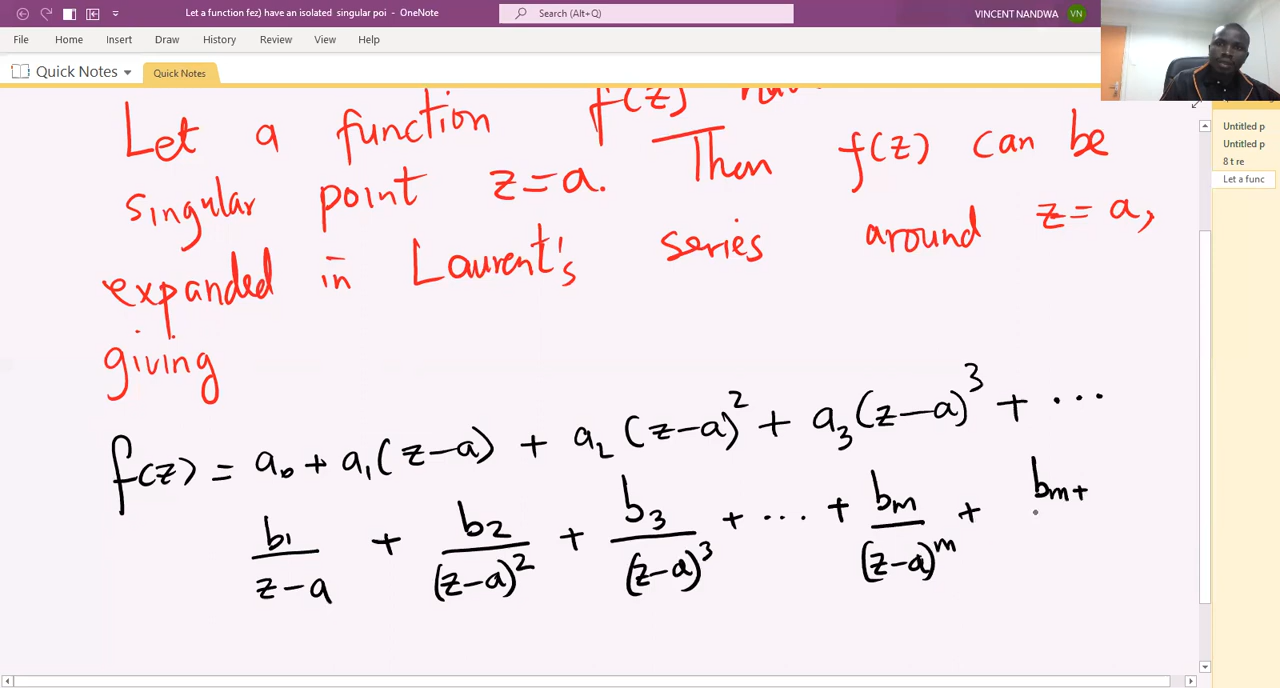 Let a function fez) have an isolated singular poi - OneNote
Search (Alt+Q)
VINCENT NANDWA
VN
File Home Insert Draw History Review View Help
Quick Notes
Quick Notes
Untitled p
Untitled p
8 t re
Let a func
Let a function f(z)
singular point z=a. Then f(z) can be
expanded in Laurent's series around z=a,
giving
f(z) = a₀ + a₁(z-a) + a₂(z-a)² + a₃(z-a)³ + ...
b₁/(z-a) + b₂/(z-a)² + b₃/(z-a)³ + ... + bₘ/(z-a)ᵐ + bₘ₊